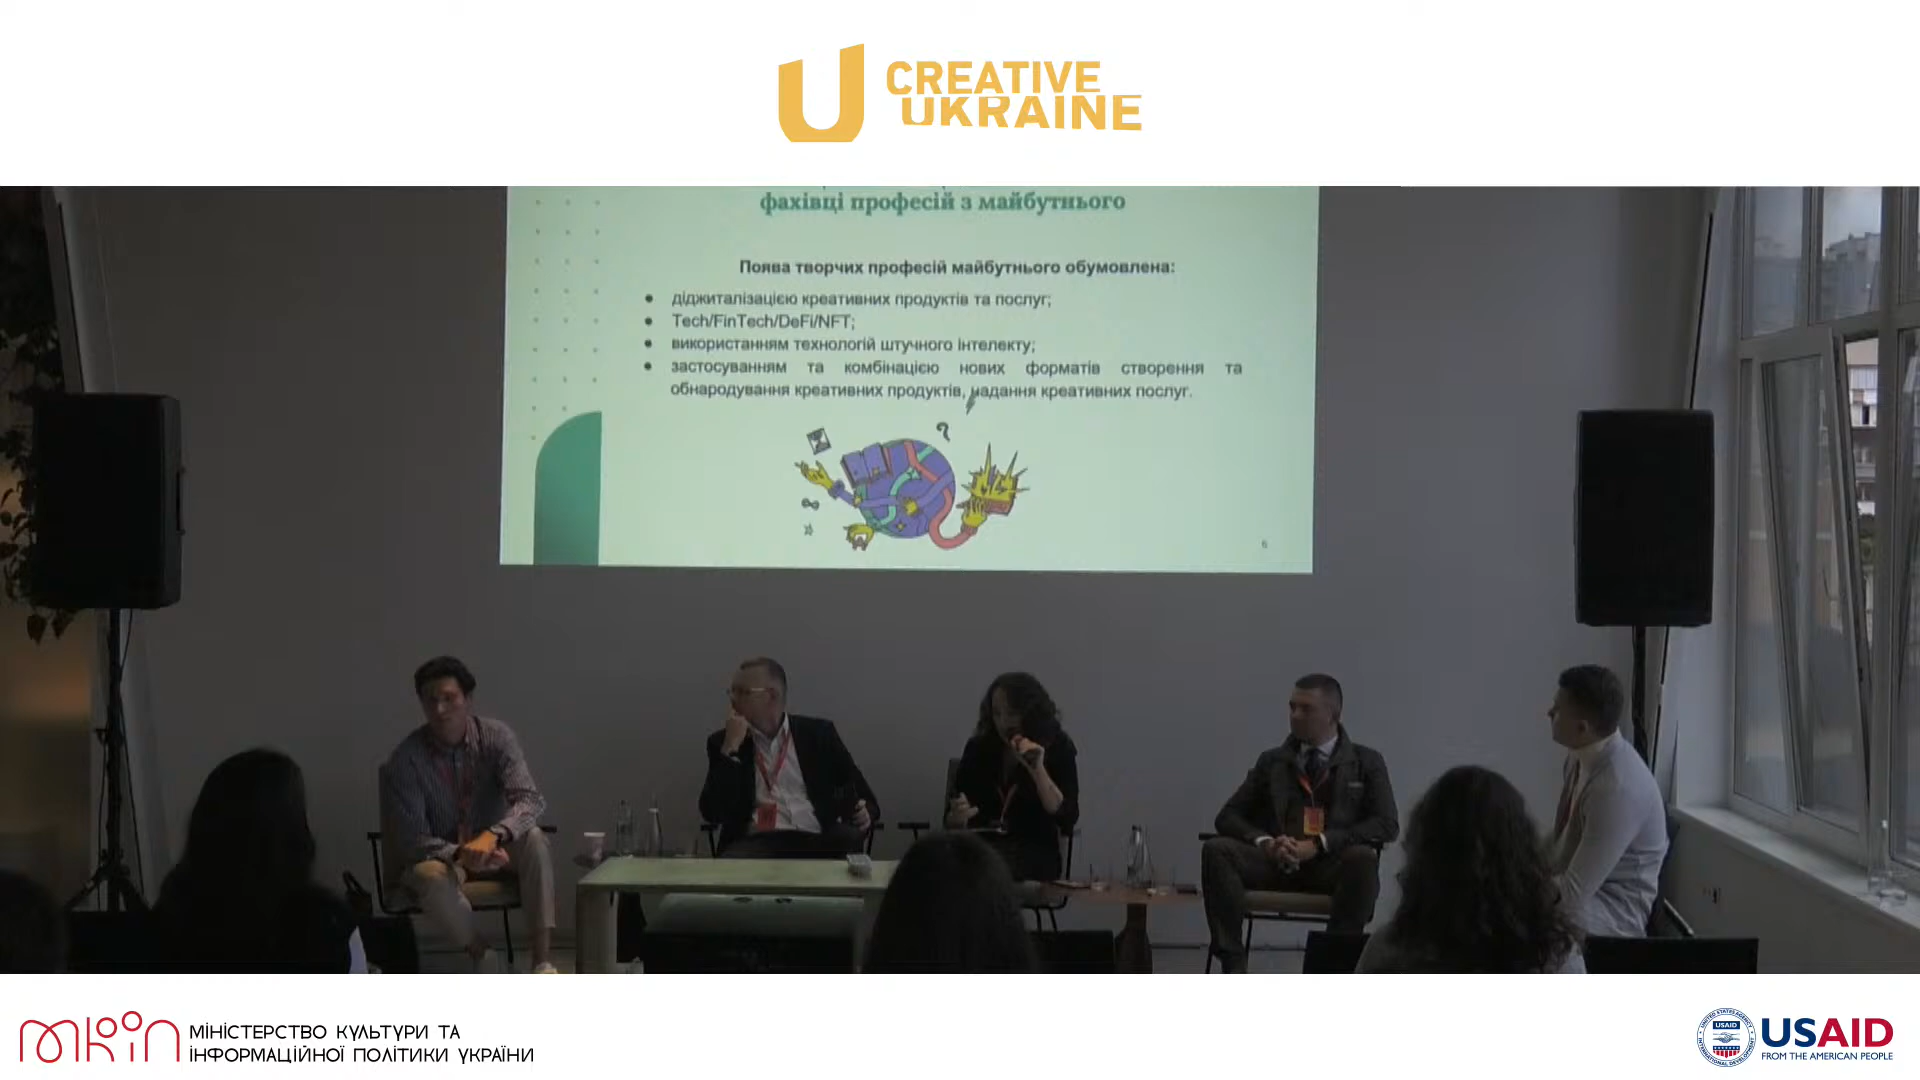 CREATIVE
UKRAINE
фахівці професій з майбутнього
Поява творчих професій майбутнього обумовлена:
● діджиталізацією креативних продуктів та послуг;
● Tech/FinTech/DeFi/NFT;
● використанням технологій штучного інтелекту;
● застосуванням та комбінацією нових форматів створення та
обнародування креативних продуктів, надання креативних послуг.
6
МІНІСТЕРСТВО КУЛЬТУРИ ТА
ІНФОРМАЦІЙНОЇ ПОЛІТИКИ УКРАЇНИ
USAID
FROM THE AMERICAN PEOPLE